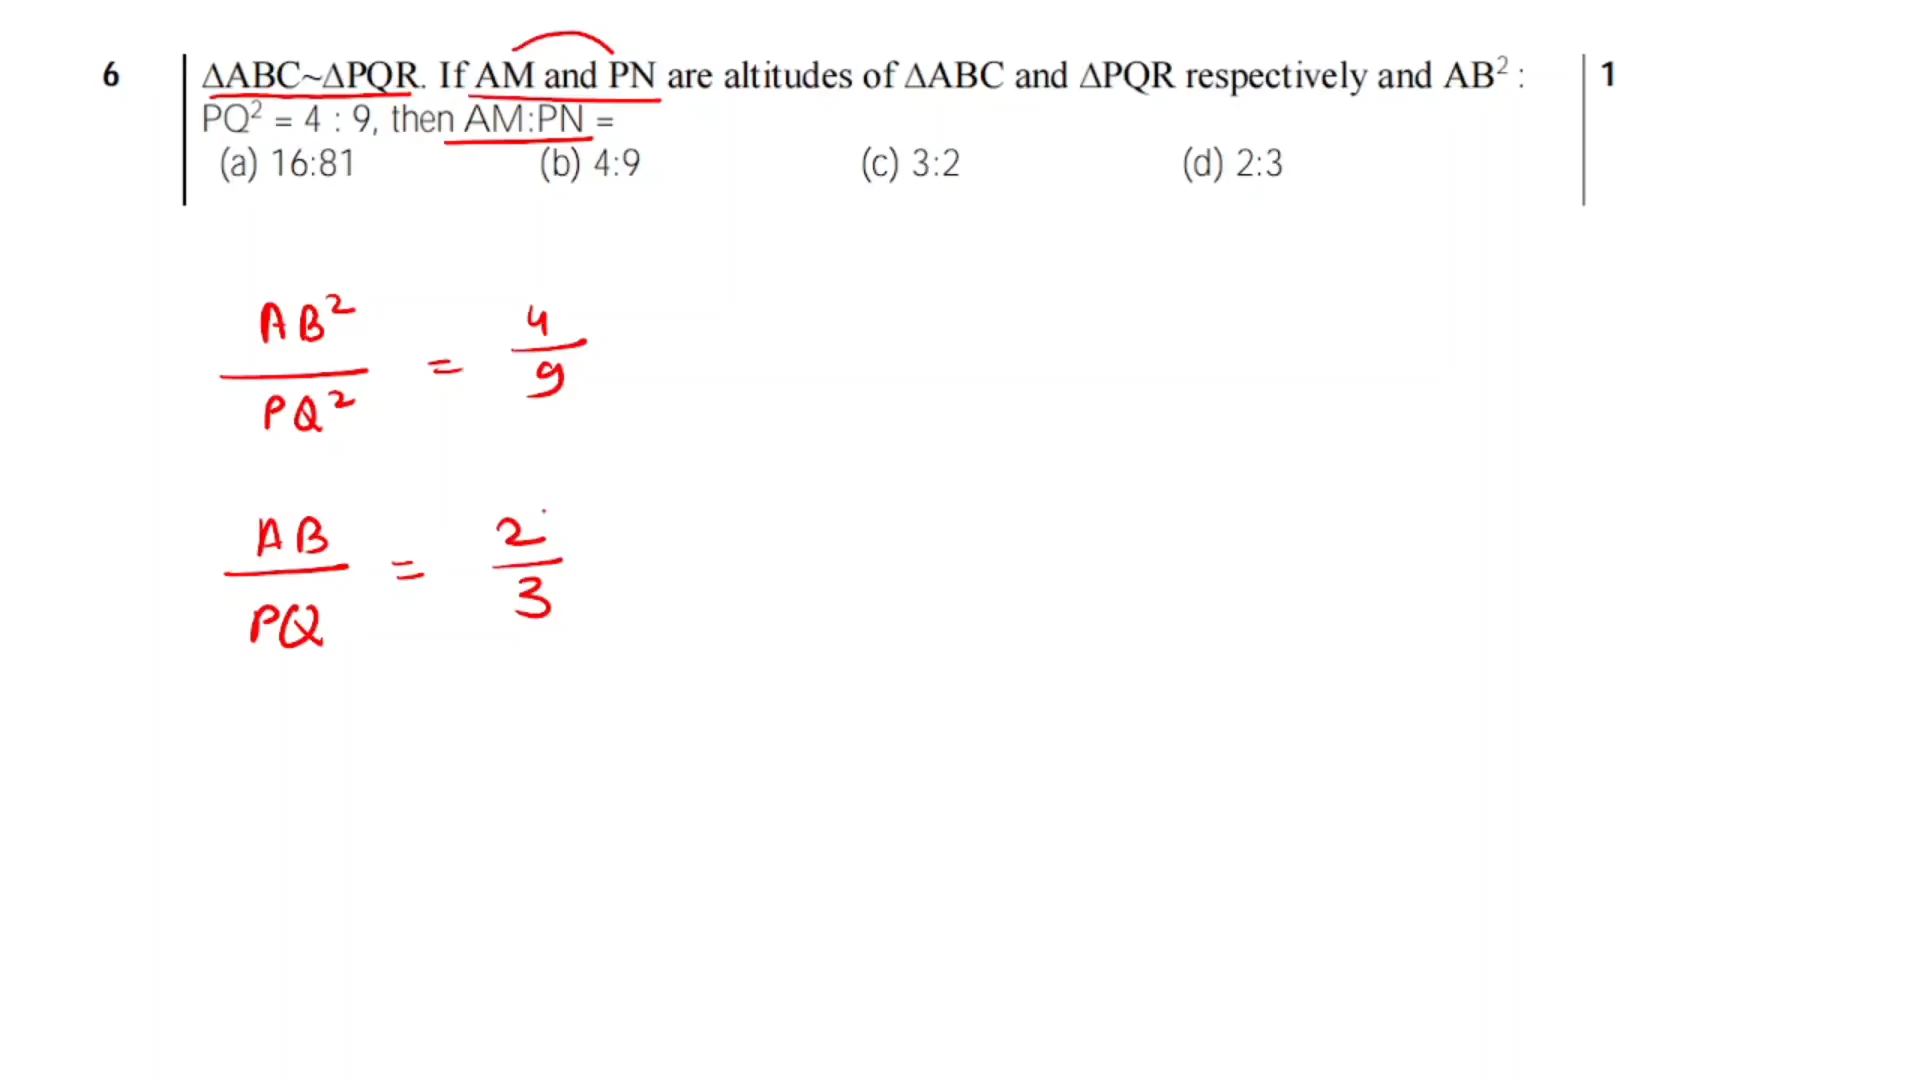 6 ΔABC~ΔPQR. If AM and PN are altitudes of ΔABC and ΔPQR respectively and AB² : 1
PQ² = 4 : 9, then AM:PN =
(a) 16:81 (b) 4:9 (c) 3:2 (d) 2:3
AB² / PQ² = 4 / 9
AB / PQ = 2 / 3